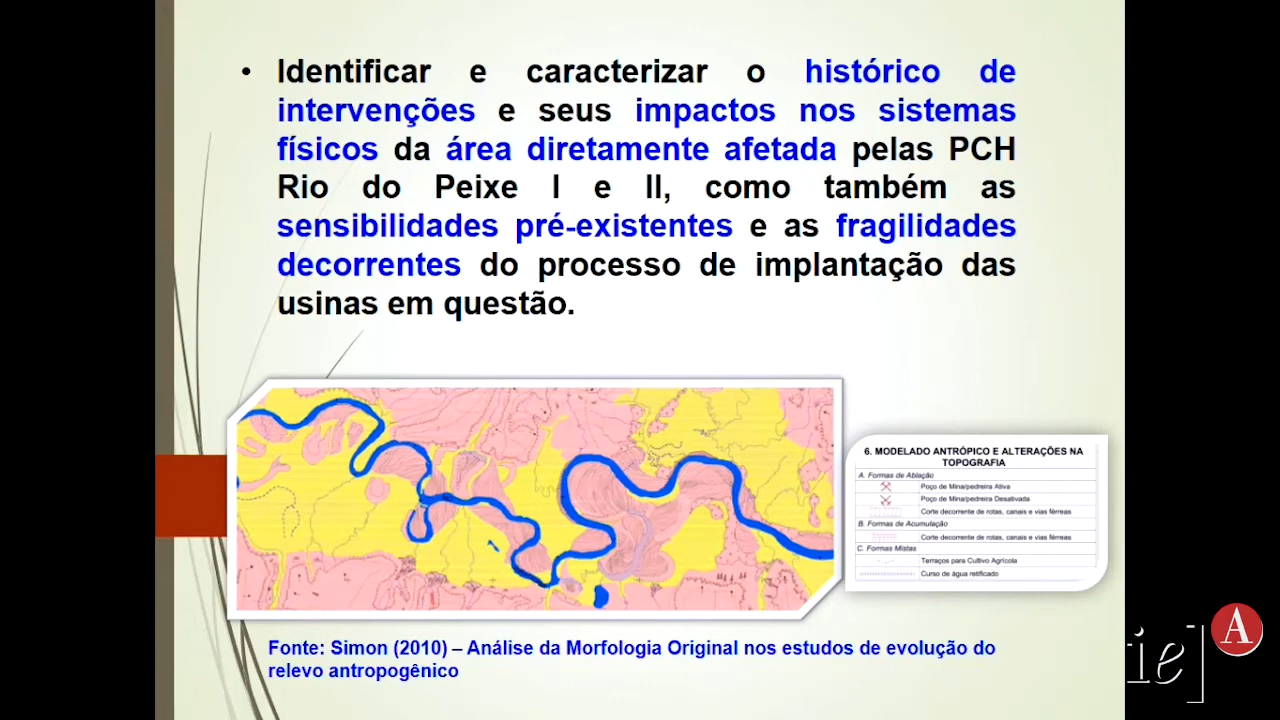 • Identificar e caracterizar o histórico de
intervenções e seus impactos nos sistemas
físicos da área diretamente afetada pelas PCH
Rio do Peixe I e II, como também as
sensibilidades pré-existentes e as fragilidades
decorrentes do processo de implantação das
usinas em questão.
6. MODELADO ANTRÓPICO E ALTERAÇÕES NA
TOPOGRAFIA
A. Formas de Ablação
Poço de Mina/pedreira Ativa
Poço de Mina/pedreira Desativada
Corte decorrente de rotas, canais e vias férreas
B. Formas de Acumulação
Corte decorrente de rotas, canais e vias férreas
C. Formas Mistas
Terraços para Cultivo Agrícola
Curso de água retificado
Fonte: Simon (2010) – Análise da Morfologia Original nos estudos de evolução do
relevo antropogênico
ie]
A